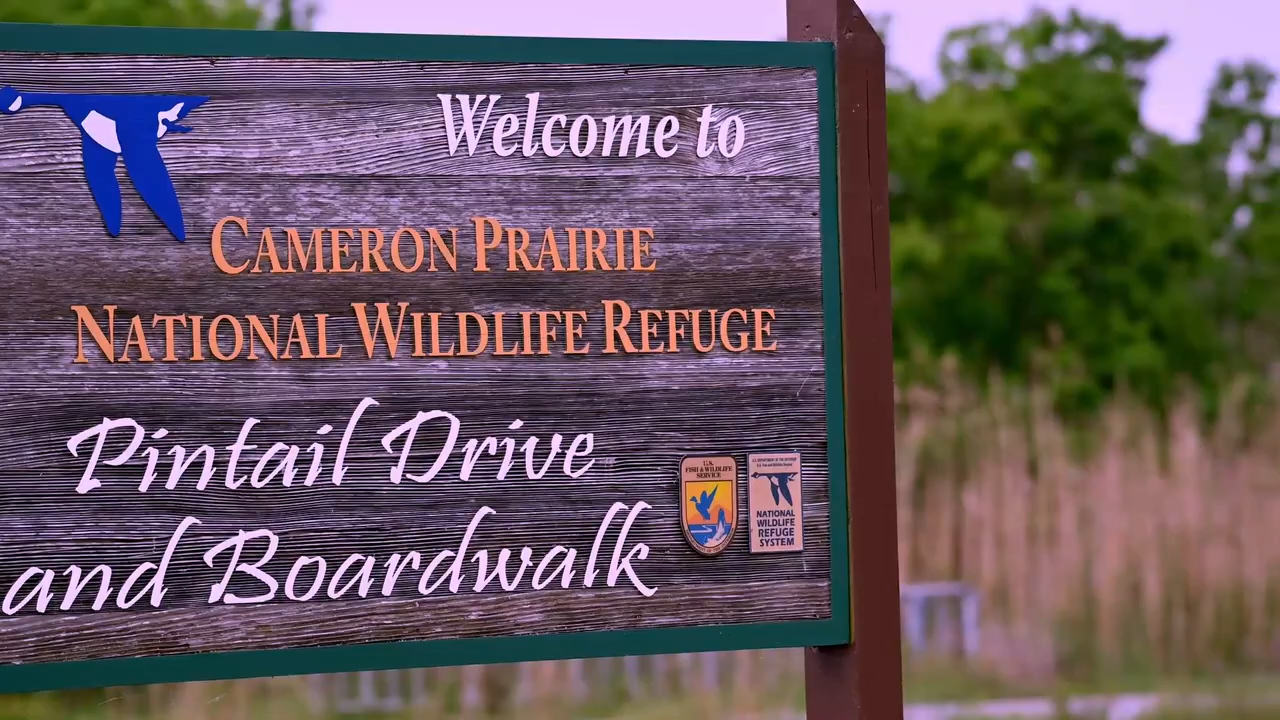 Welcome to
CAMERON PRAIRIE
NATIONAL WILDLIFE REFUGE
Pintail Drive
and Boardwalk
U.S.
FISH & WILDLIFE
SERVICE
NATIONAL
WILDLIFE
REFUGE
SYSTEM